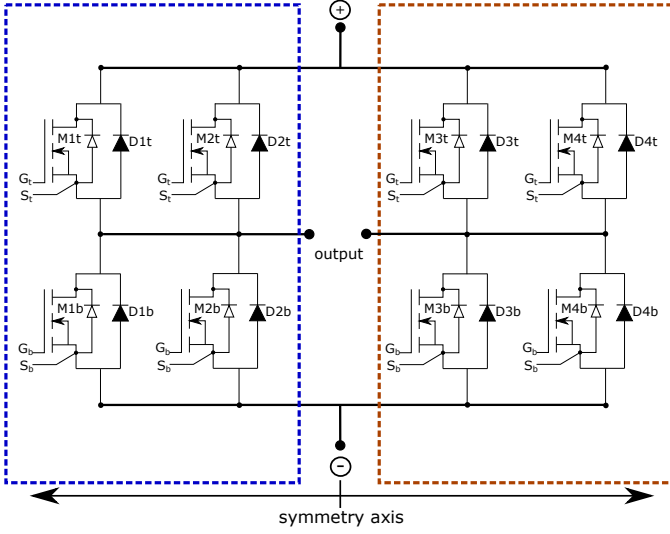 +
M1t D1t M2t D2t M3t D3t M4t D4t
Gt Gt Gt Gt
St St St St
output
M1b D1b M2b D2b M3b D3b M4b D4b
Gb Gb Gb Gb
Sb Sb Sb Sb
-
symmetry axis